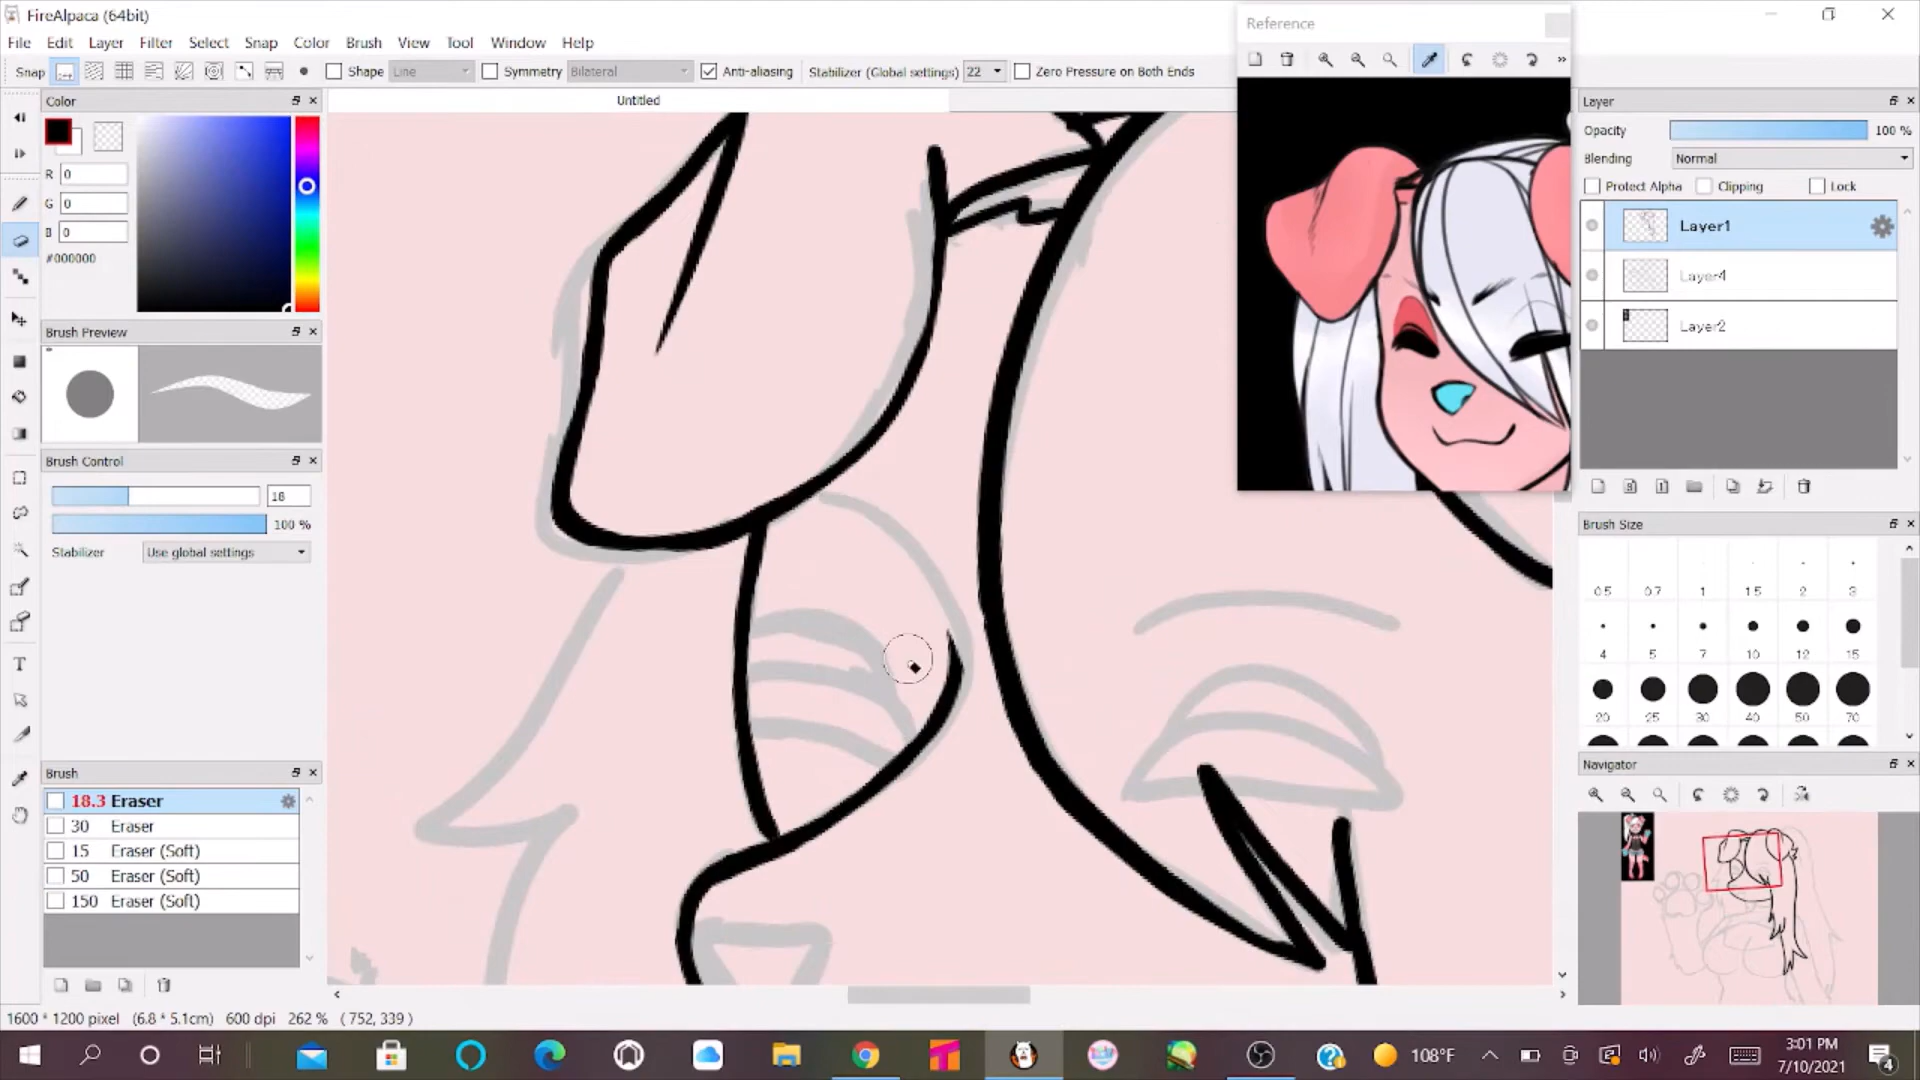 FireAlpaca (64bit)
File Edit Layer Filter Select Snap Color Brush View Tool Window Help
Snap Shape Line Symmetry Bilateral Anti-aliasing Stabilizer (Global settings) 22 Zero Pressure on Both Ends
Reference
»
Color
Untitled
R 0
G 0
B 0
#000000
Brush Preview
Brush Control
18
100 %
Stabilizer Use global settings
Brush
18.3 Eraser
30 Eraser
15 Eraser (Soft)
50 Eraser (Soft)
150 Eraser (Soft)
Layer
Opacity 100 %
Blending Normal
Protect Alpha Clipping Lock
Layer1
Layer4
Layer2
Brush Size
0.5 0.7 1 1.5 2 3
4 5 7 10 12 15
20 25 30 40 50 70
Navigator
1600 * 1200 pixel (6.8 * 5.1cm) 600 dpi 262 % ( 752, 339 )
108°F
3:01 PM
7/10/2021
4